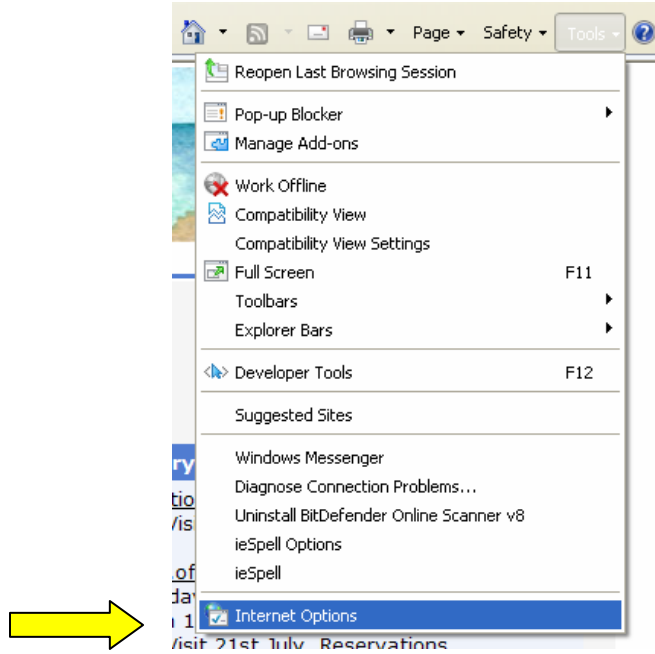 Page Safety Tools
Reopen Last Browsing Session
Pop-up Blocker
Manage Add-ons
Work Offline
Compatibility View
Compatibility View Settings
Full Screen F11
Toolbars
Explorer Bars
Developer Tools F12
Suggested Sites
Windows Messenger
Diagnose Connection Problems...
Uninstall BitDefender Online Scanner v8
ieSpell Options
ieSpell
Internet Options
21st July Reservations